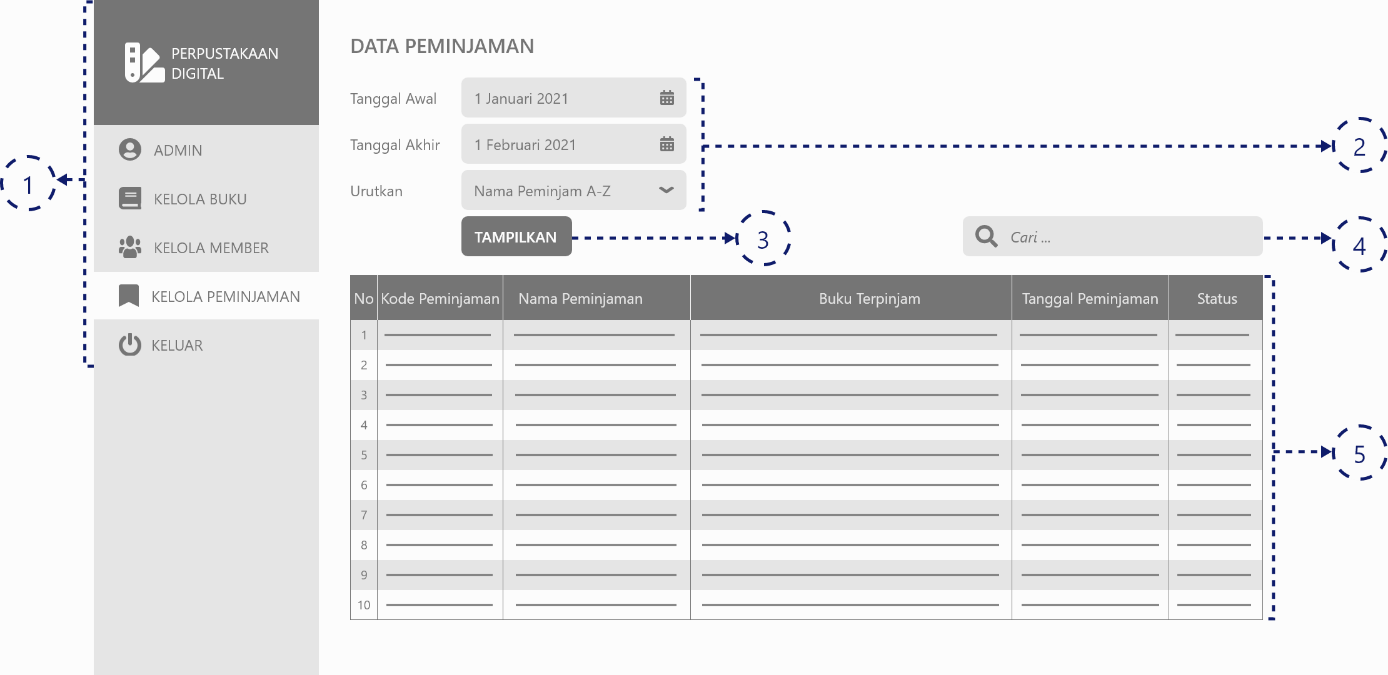 PERPUSTAKAAN
DIGITAL
ADMIN
KELOLA BUKU
KELOLA MEMBER
KELOLA PEMINJAMAN
KELUAR
1
DATA PEMINJAMAN
Tanggal Awal 1 Januari 2021
Tanggal Akhir 1 Februari 2021
2
Urutkan Nama Peminjam A-Z
TAMPILKAN
3
Cari ...
4
No Kode Peminjaman Nama Peminjaman Buku Terpinjam Tanggal Peminjaman Status
1
2
3
4
5
6
7
8
9
10
5